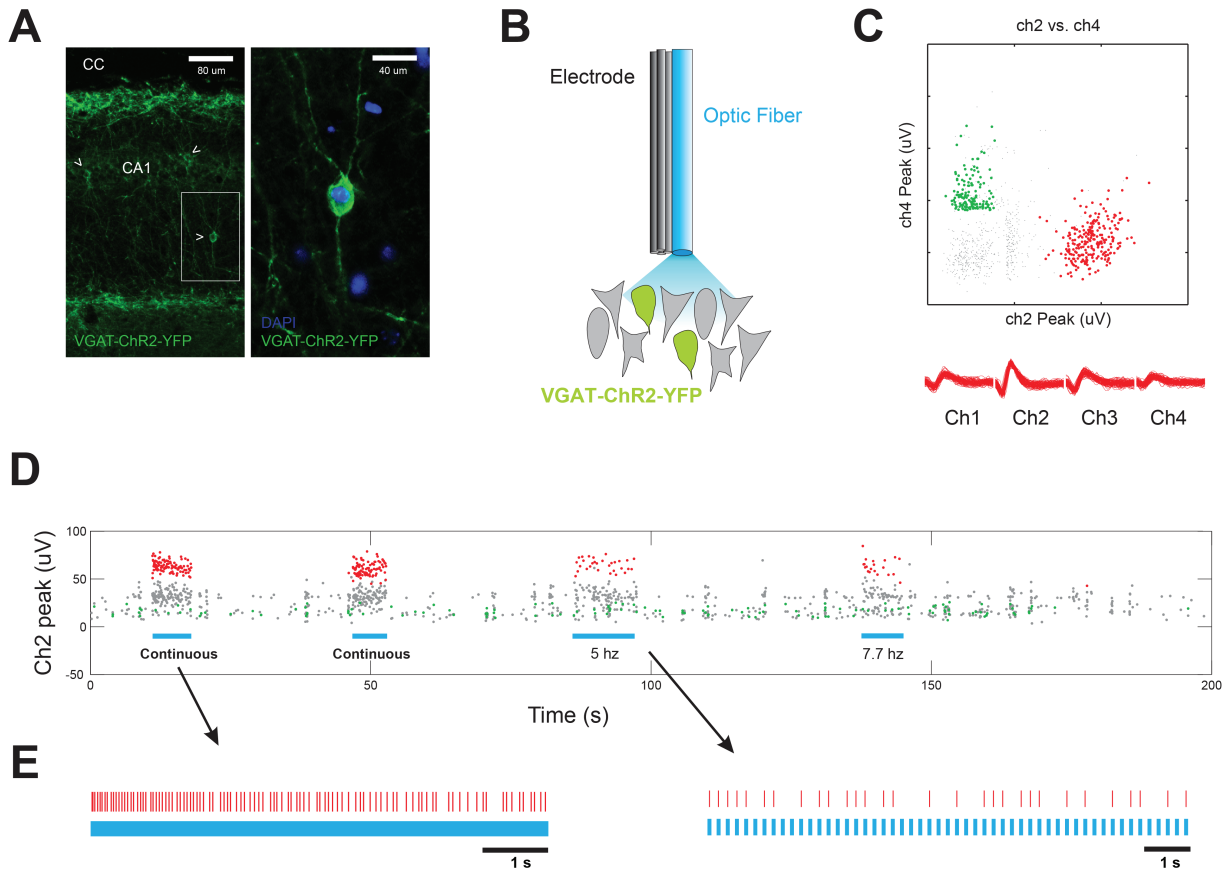 A
CC
80 um
CA1
VGAT-ChR2-YFP
40 um
DAPI
VGAT-ChR2-YFP
B
Electrode
Optic Fiber
VGAT-ChR2-YFP
C
ch2 vs. ch4
ch4 Peak (uV)
ch2 Peak (uV)
Ch1 Ch2 Ch3 Ch4
D
Ch2 peak (uV)
100
50
0
-50
Continuous Continuous 5 hz 7.7 hz
0 50 100 150 200
Time (s)
E
1 s
1 s